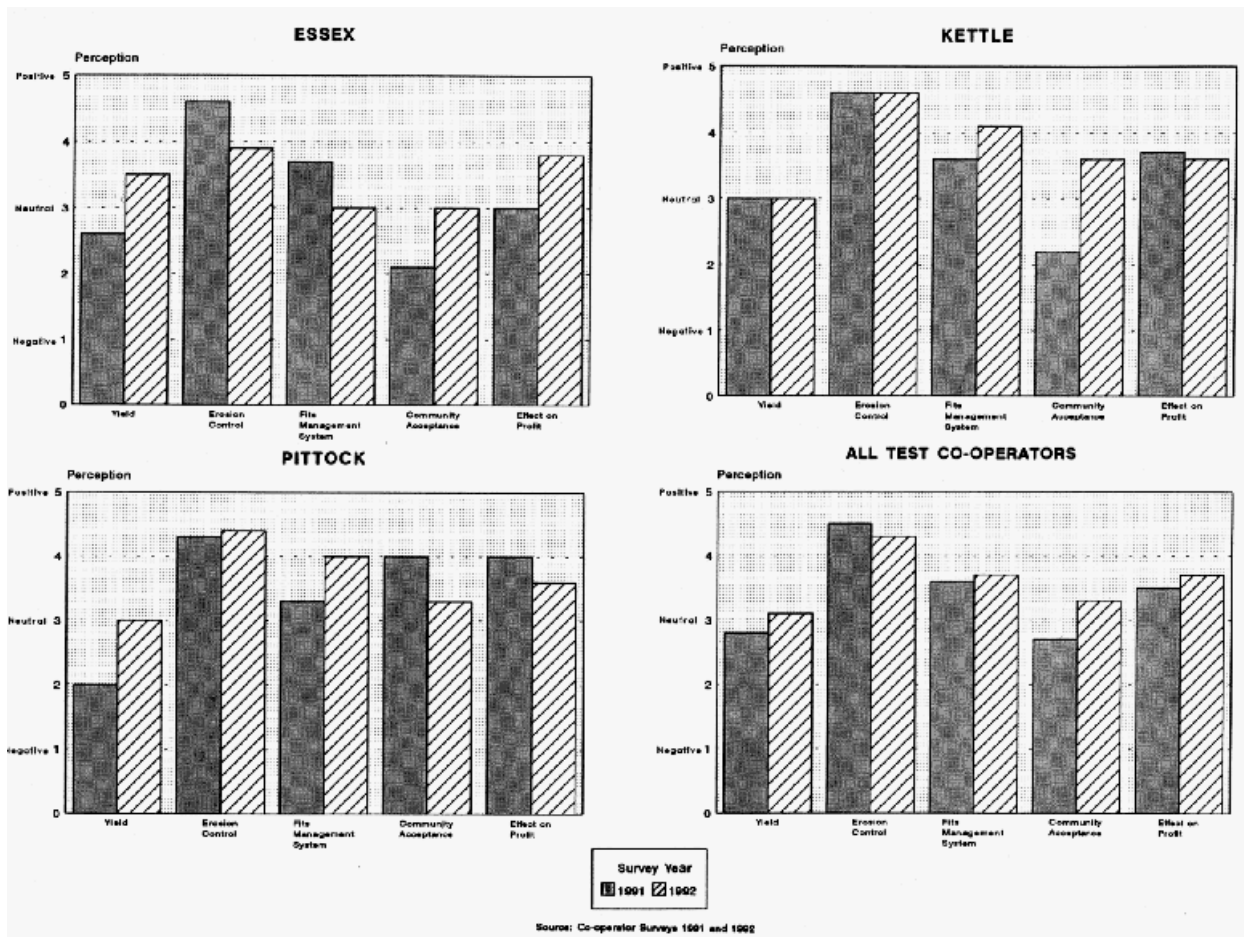 ESSEX
Perception
Positive 5
4
Neutral 3
2
Negative 1
0
Yield
Erosion
Control
Fits
Management
System
Community
Acceptance
Effect on
Profit
KETTLE
Perception
Positive 5
4
Neutral 3
2
Negative 1
0
Yield
Erosion
Control
Fits
Management
System
Community
Acceptance
Effect on
Profit
PITTOCK
Perception
Positive 5
4
Neutral 3
2
Negative 1
0
Yield
Erosion
Control
Fits
Management
System
Community
Acceptance
Effect on
Profit
ALL TEST CO-OPERATORS
Perception
Positive 5
4
Neutral 3
2
Negative 1
0
Yield
Erosion
Control
Fits
Management
System
Community
Acceptance
Effect on
Profit
Survey Year
1991 1992
Source: Co-operator Surveys 1991 and 1992